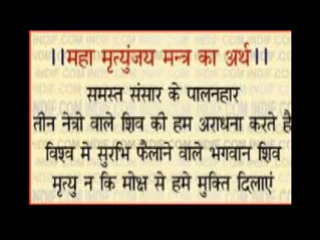 ||महा मृत्युंजय मन्त्र का अर्थ||
समस्त संसार के पालनहार
तीन नेत्रो वाले शिव की हम अराधना करते है
विश्व मे सुरभि फैलाने वाले भगवान शिव
मृत्यु न कि मोक्ष से हमे मुक्ति दिलाएं